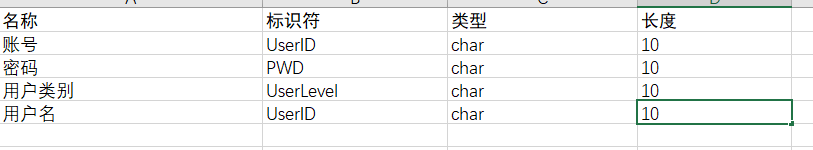 名称 标识符 类型 长度
账号 UserID char 10
密码 PWD char 10
用户类别 UserLevel char 10
用户名 UserID char 10